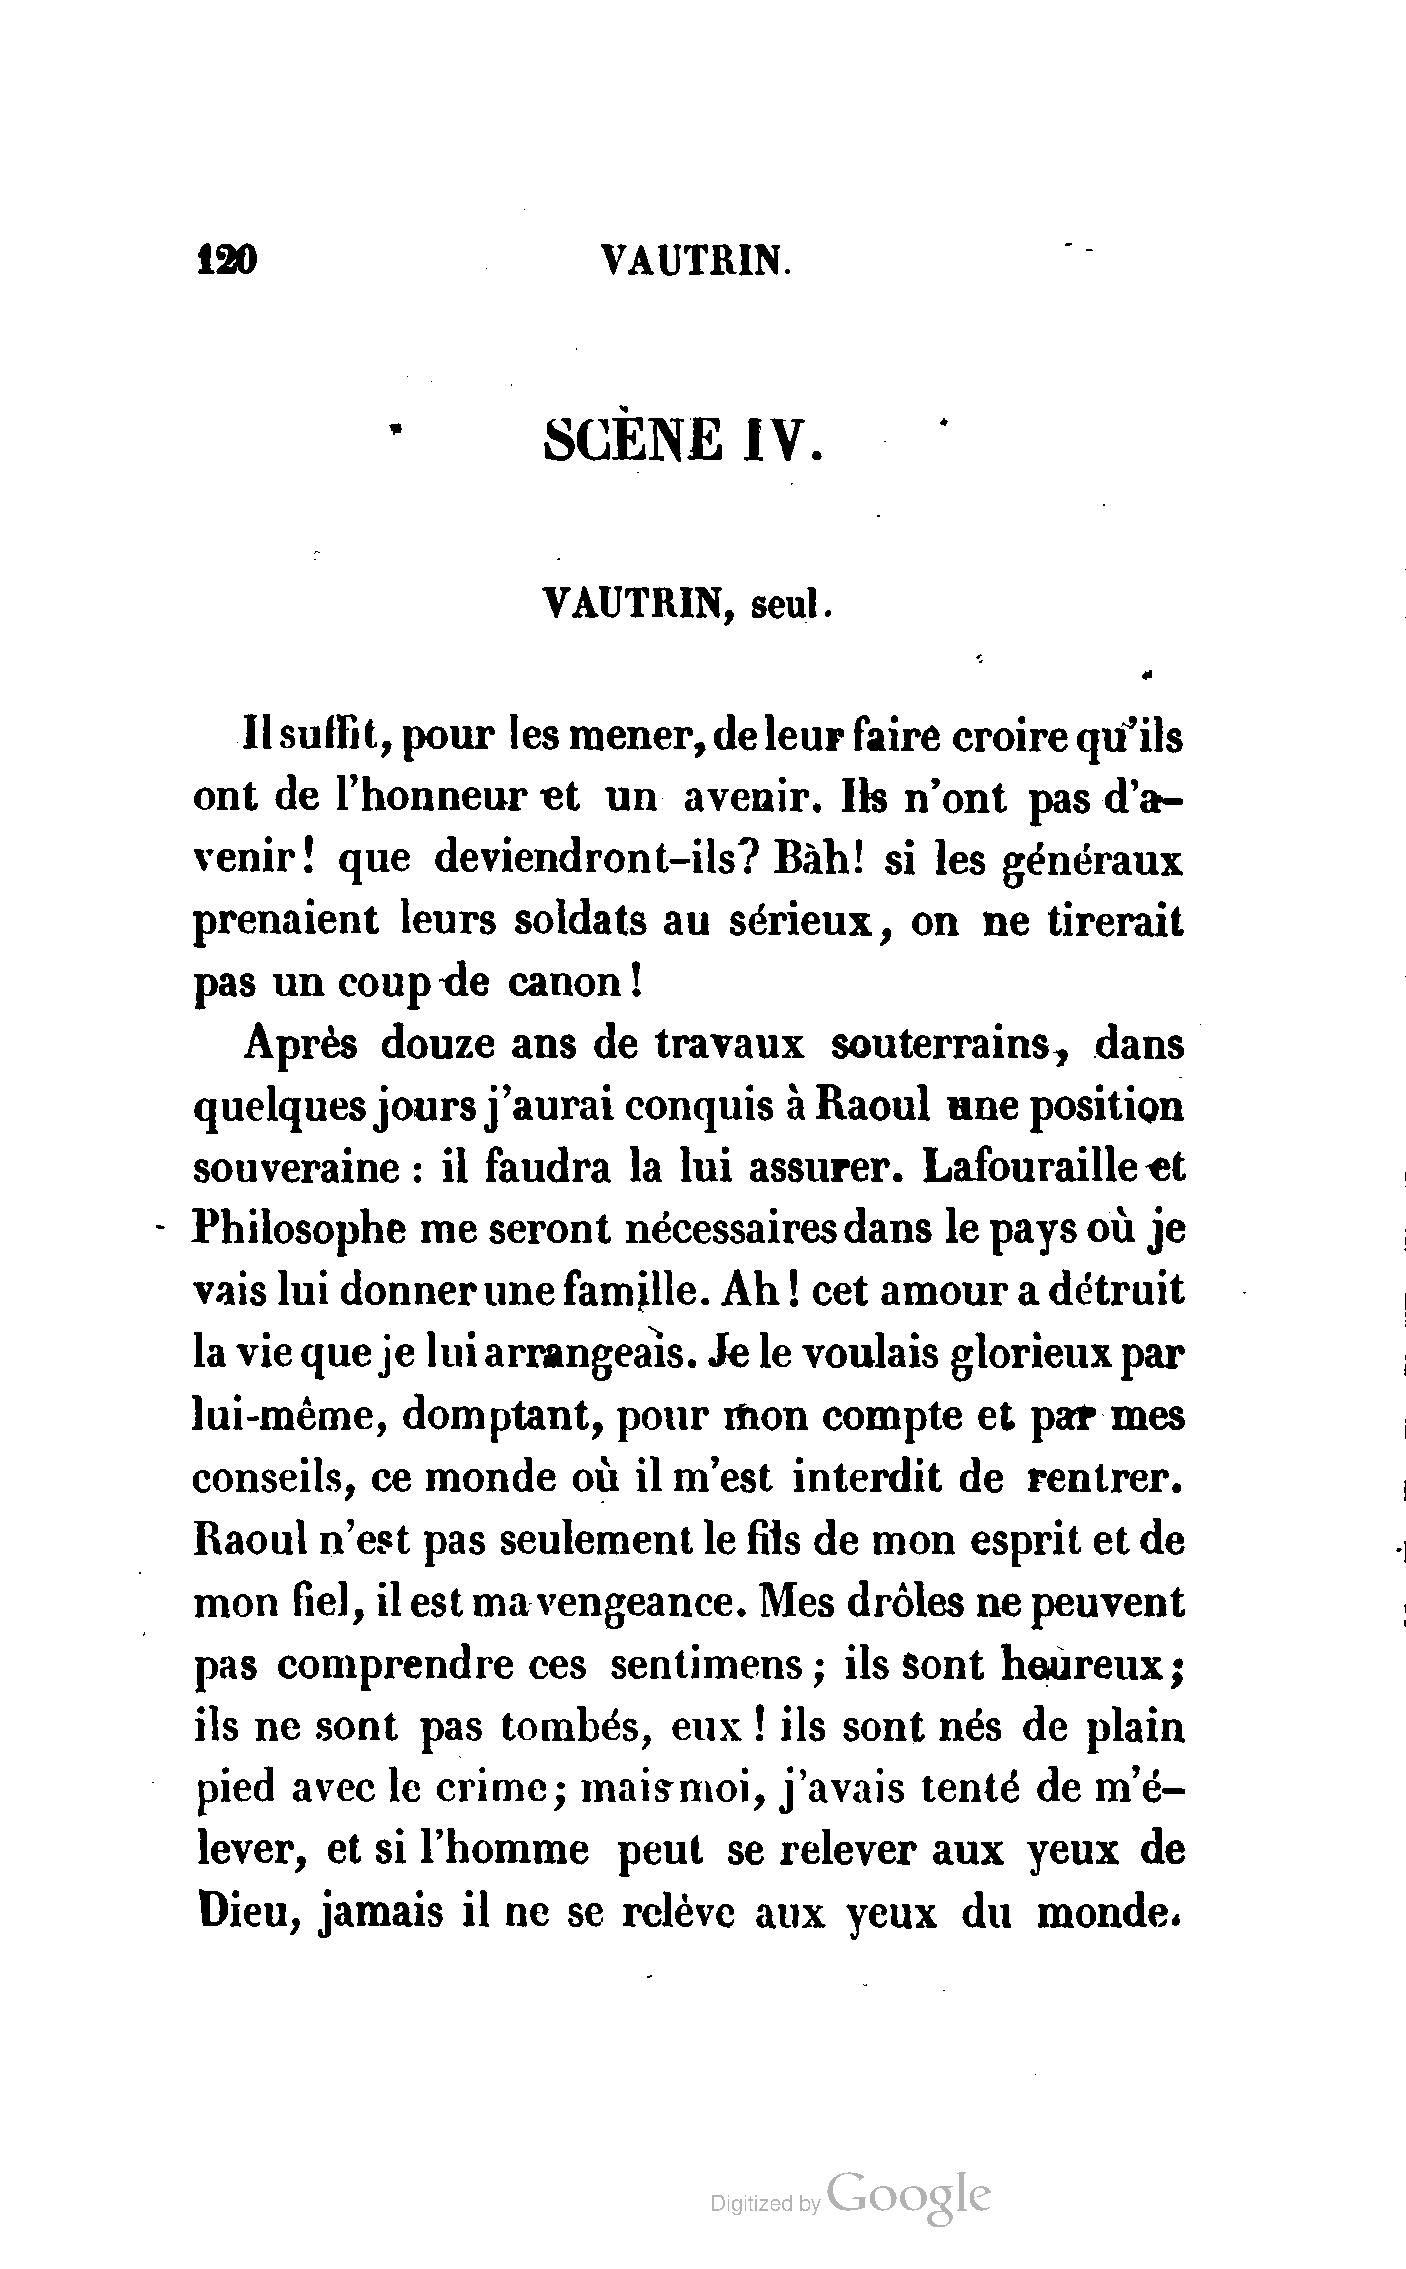 120 VAUTRIN.
SCÈNE IV.
VAUTRIN, seul.
Il suffit, pour les mener, de leur faire croire qu'ils
ont de l'honneur et un avenir. Ils n'ont pas d'a-
venir! que deviendront-ils? Bàh! si les généraux
prenaient leurs soldats au sérieux, on ne tirerait
pas un coup de canon!
Après douze ans de travaux souterrains, dans
quelques jours j'aurai conquis à Raoul une position
souveraine : il faudra la lui assurer. Lafouraille et
Philosophe me seront nécessaires dans le pays où je
vais lui donner une famille. Ah! cet amour a détruit
la vie que je lui arrangeais. Je le voulais glorieux par
lui-même, domptant, pour mon compte et par mes
conseils, ce monde où il m'est interdit de rentrer.
Raoul n'est pas seulement le fils de mon esprit et de
mon fiel, il est ma vengeance. Mes drôles ne peuvent
pas comprendre ces sentimens; ils sont heureux;
ils ne sont pas tombés, eux! ils sont nés de plain
pied avec le crime; mais moi, j'avais tenté de m'é-
lever, et si l'homme peut se relever aux yeux de
Dieu, jamais il ne se relève aux yeux du monde.
Digitized by Google